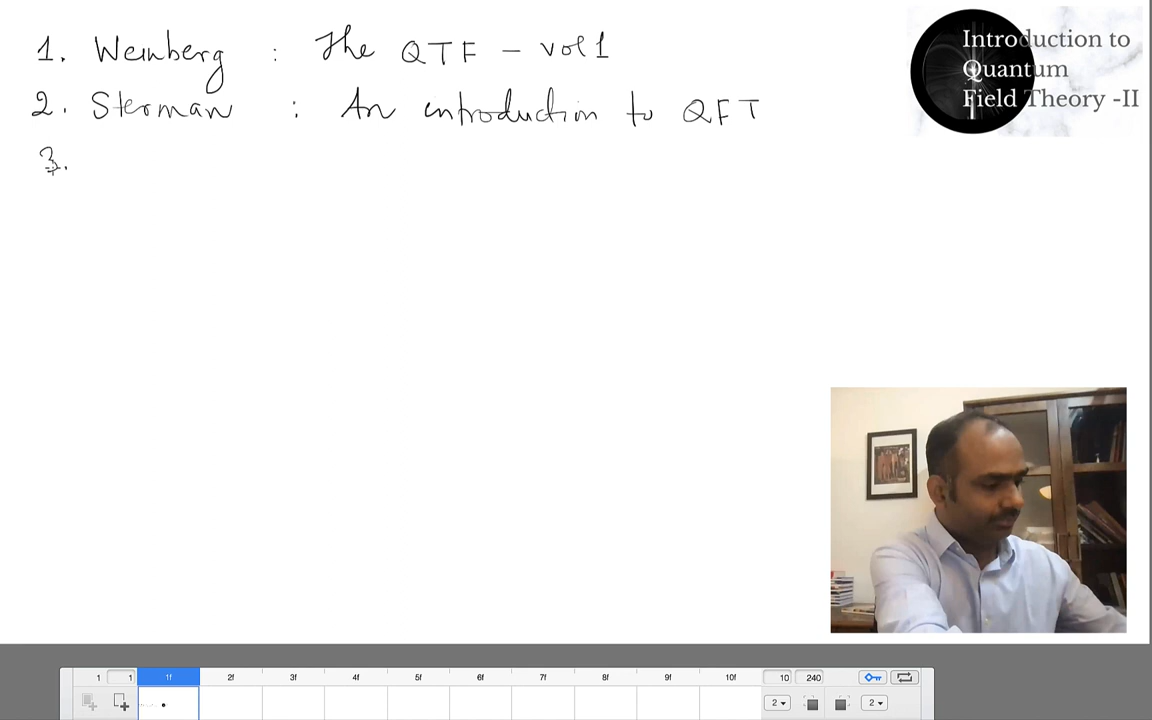 1. Weinberg : The QTF - vol 1
2. Sterman : An introduction to QFT
3.
Introduction to
Quantum
Field Theory -II
1 1 1f 2f 3f 4f 5f 6f 7f 8f 9f 10f 10 240
2 2